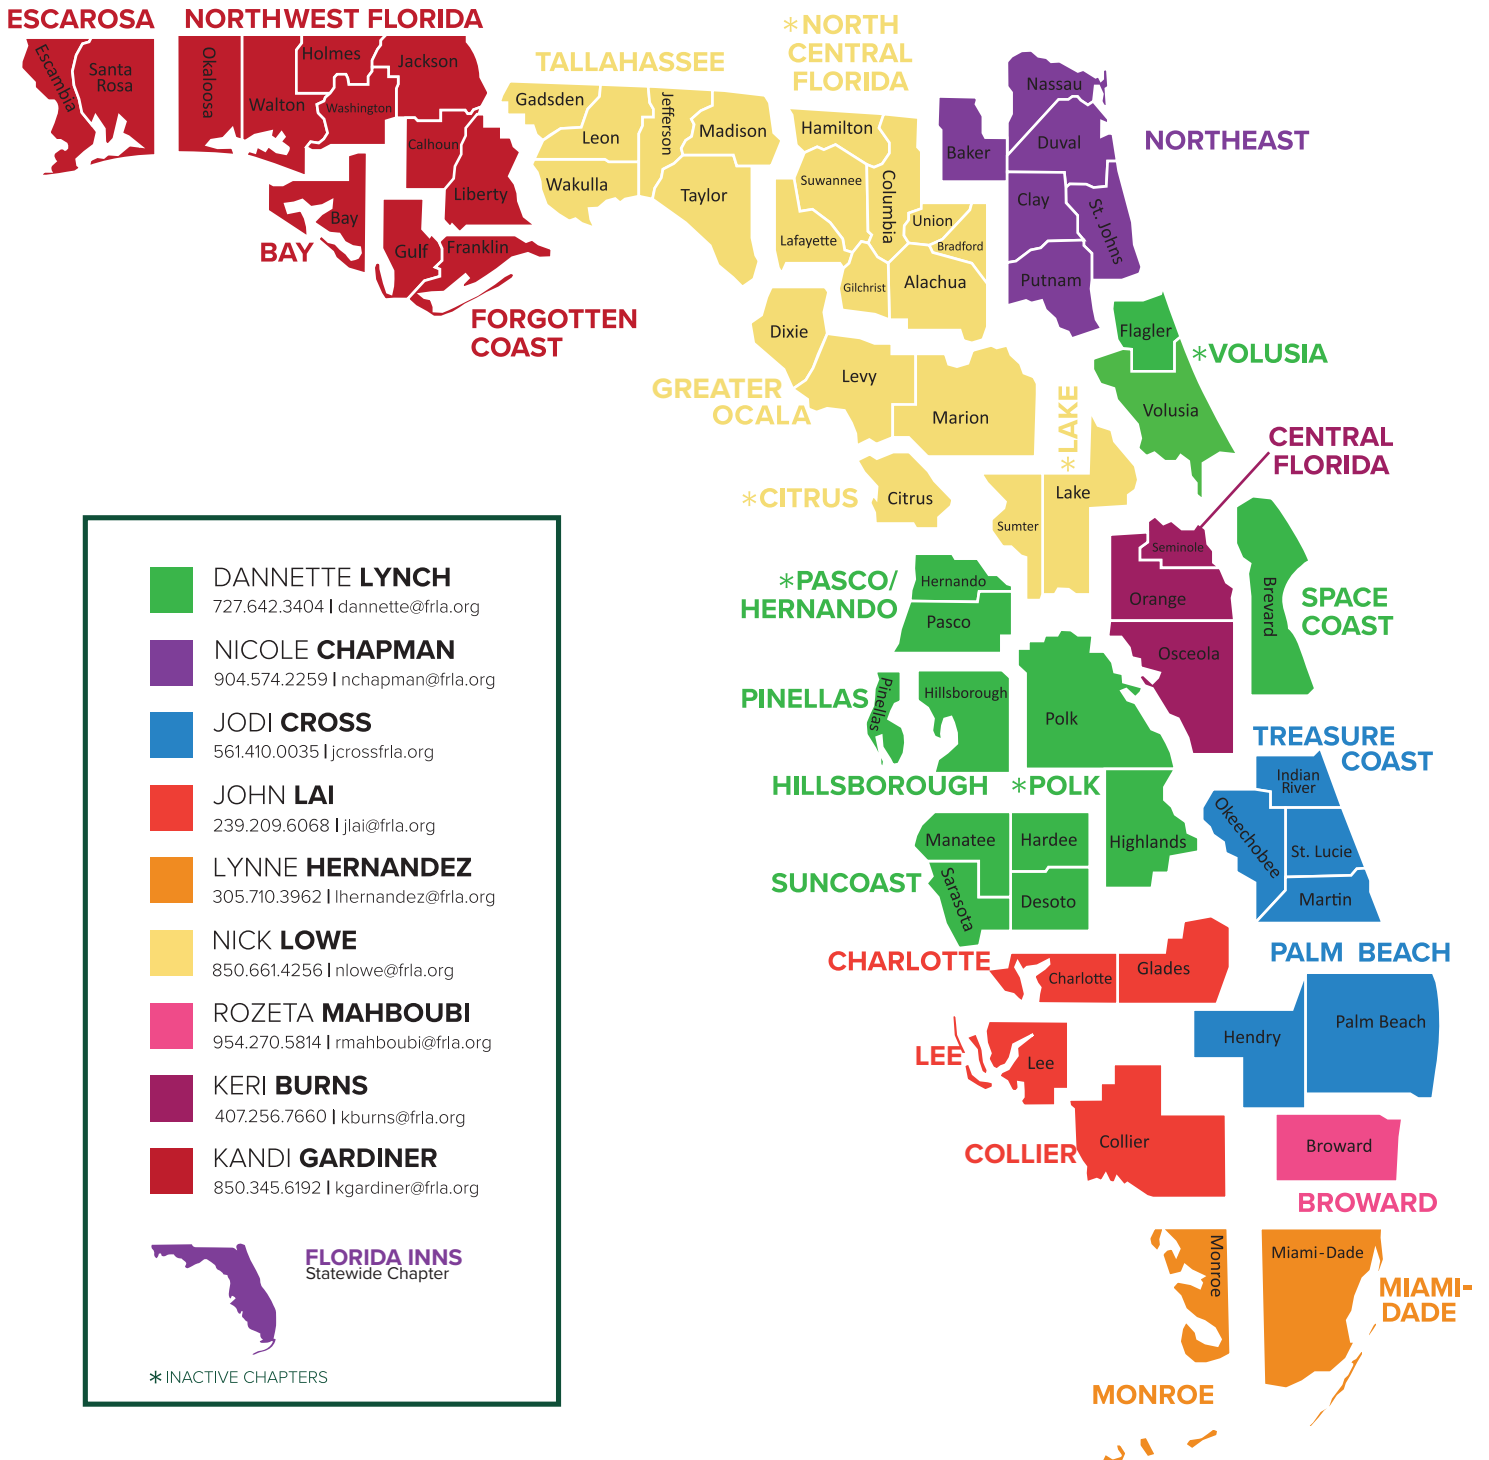 ESCAROSA
Escambia
Santa
Rosa
NORTHWEST FLORIDA
Okaloosa
Walton
Holmes
Washington
Jackson
Calhoun
Liberty
Gulf
Franklin
Bay
BAY
FORGOTTEN
COAST
TALLAHASSEE
Gadsden
Leon
Jefferson
Madison
Wakulla
Taylor
*NORTH
CENTRAL
FLORIDA
Hamilton
Suwannee
Columbia
Lafayette
Union
Bradford
Gilchrist
Alachua
NORTHEAST
Nassau
Baker
Duval
Clay
St. Johns
Putnam
Dixie
Levy
Marion
GREATER
OCALA
*VOLUSIA
Flagler
Volusia
*LAKE
Lake
Sumter
*CITRUS
Citrus
CENTRAL
FLORIDA
Seminole
Orange
Osceola
SPACE
COAST
Brevard
*PASCO/
HERNANDO
Hernando
Pasco
PINELLAS
Pinellas
Hillsborough
HILLSBOROUGH
*POLK
Polk
Highlands
SUNCOAST
Manatee
Hardee
Sarasota
Desoto
TREASURE
COAST
Indian
River
Okeechobee
St. Lucie
Martin
CHARLOTTE
Charlotte
Glades
PALM BEACH
Hendry
Palm Beach
LEE
Lee
COLLIER
Collier
Broward
BROWARD
Monroe
MONROE
Miami-Dade
MIAMI-
DADE
DANNETTE LYNCH
727.642.3404 | dannette@frla.org
NICOLE CHAPMAN
904.574.2259 | nchapman@frla.org
JODI CROSS
561.410.0035 | jcrossfrla.org
JOHN LAI
239.209.6068 | jlai@frla.org
LYNNE HERNANDEZ
305.710.3962 | lhernandez@frla.org
NICK LOWE
850.661.4256 | nlowe@frla.org
ROZETA MAHBOUBI
954.270.5814 | rmahboubi@frla.org
KERI BURNS
407.256.7660 | kburns@frla.org
KANDI GARDINER
850.345.6192 | kgardiner@frla.org
FLORIDA INNS
Statewide Chapter
* INACTIVE CHAPTERS